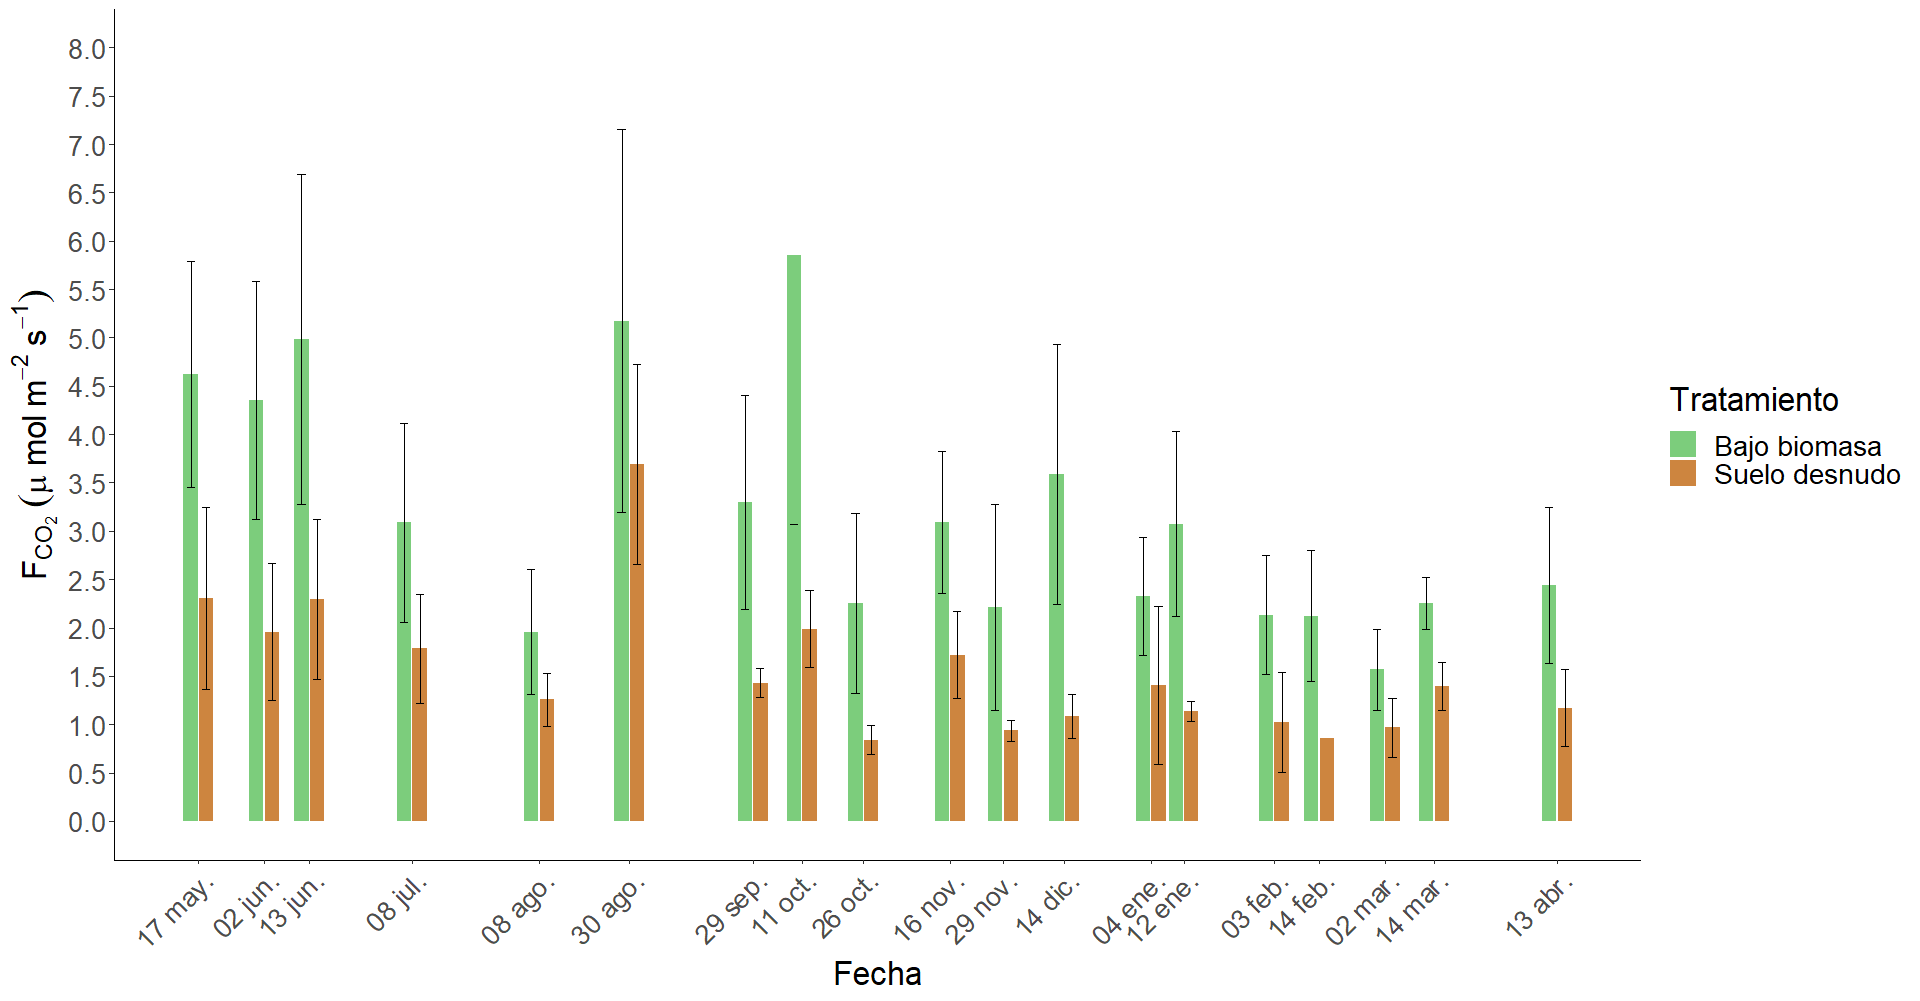 8.0
7.5
7.0
6.5
6.0
5.5
5.0
4.5
4.0
3.5
3.0
2.5
2.0
1.5
1.0
0.5
0.0
F_CO₂ (μ mol m⁻² s⁻¹)
17 may.
02 jun.
13 jun.
08 jul.
08 ago.
30 ago.
29 sep.
11 oct.
26 oct.
16 nov.
29 nov.
14 dic.
04 ene.
12 ene.
03 feb.
14 feb.
02 mar.
14 mar.
13 abr.
Fecha
Tratamiento
Bajo biomasa
Suelo desnudo